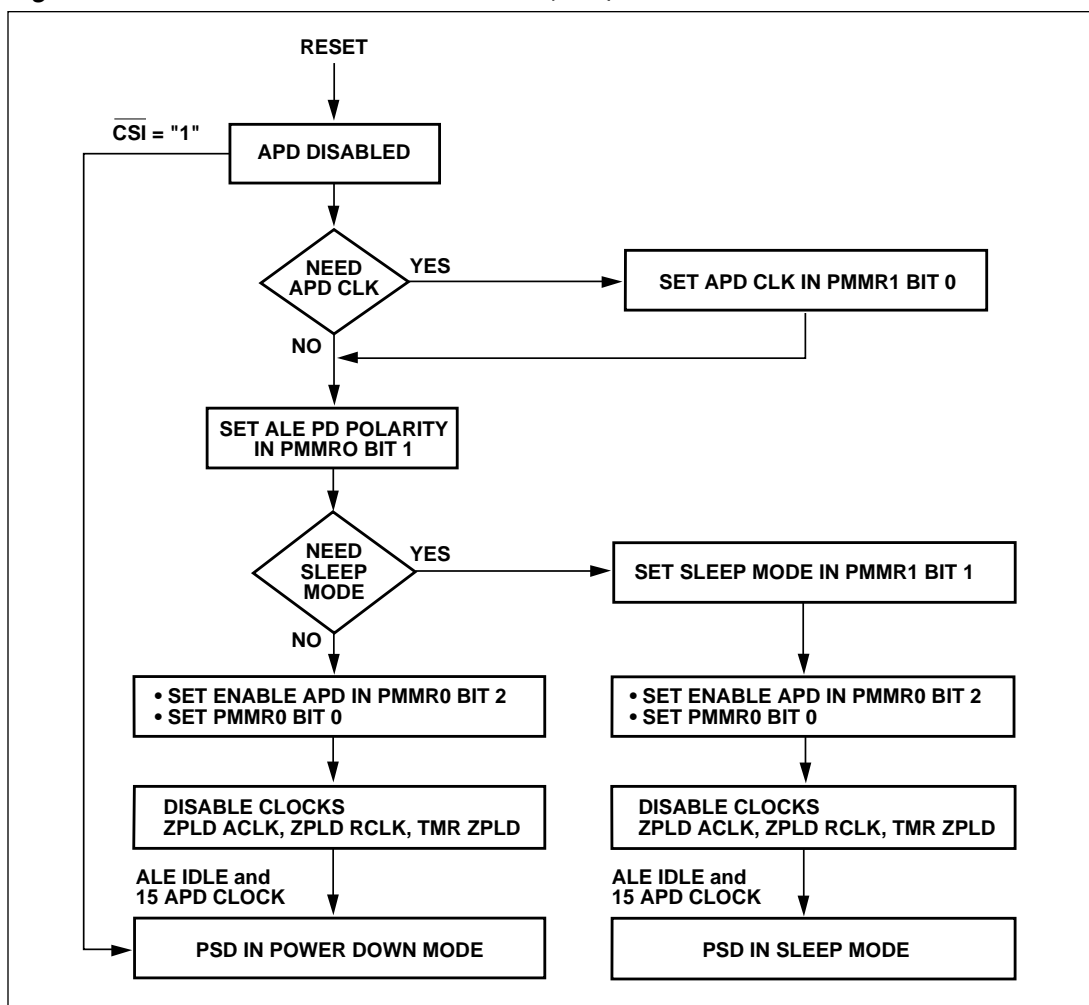 RESET
CSI = "1"
APD DISABLED
NEED
APD CLK
YES
SET APD CLK IN PMMR1 BIT 0
NO
SET ALE PD POLARITY
IN PMMRO BIT 1
NEED
SLEEP
MODE
YES
SET SLEEP MODE IN PMMR1 BIT 1
NO
• SET ENABLE APD IN PMMR0 BIT 2
• SET PMMR0 BIT 0
• SET ENABLE APD IN PMMR0 BIT 2
• SET PMMR0 BIT 0
DISABLE CLOCKS
ZPLD ACLK, ZPLD RCLK, TMR ZPLD
DISABLE CLOCKS
ZPLD ACLK, ZPLD RCLK, TMR ZPLD
ALE IDLE and
15 APD CLOCK
ALE IDLE and
15 APD CLOCK
PSD IN POWER DOWN MODE
PSD IN SLEEP MODE